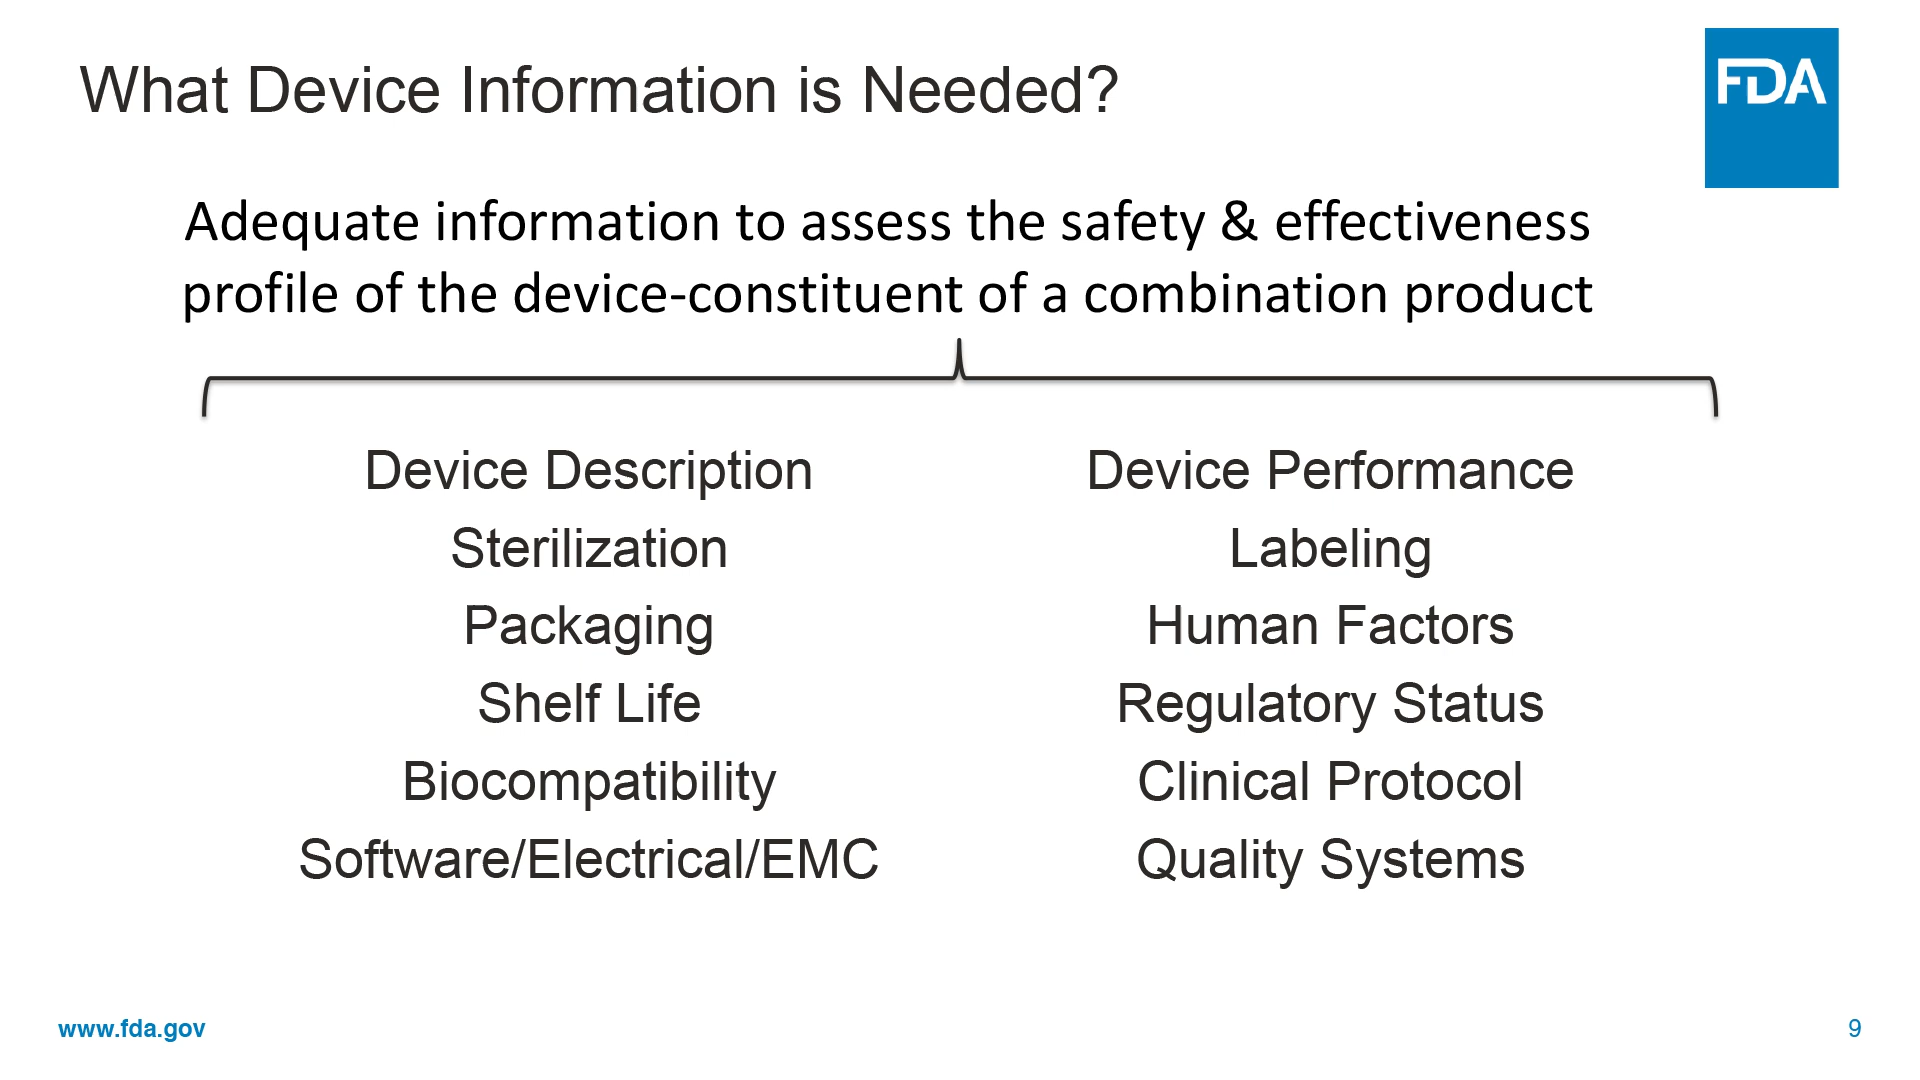 What Device Information is Needed?
FDA
Adequate information to assess the safety & effectiveness
profile of the device-constituent of a combination product
Device Description
Sterilization
Packaging
Shelf Life
Biocompatibility
Software/Electrical/EMC
Device Performance
Labeling
Human Factors
Regulatory Status
Clinical Protocol
Quality Systems
www.fda.gov
9